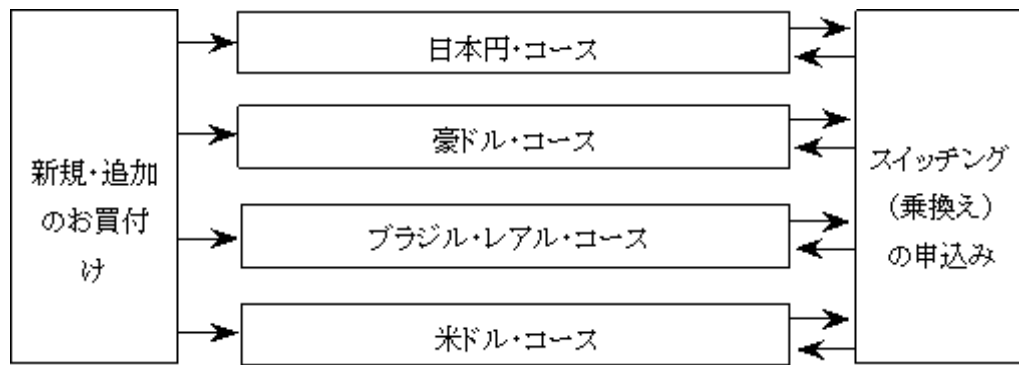 新規・追加
のお買付
け
日本円・コース
豪ドル・コース
ブラジル・レアル・コース
米ドル・コース
スイッチング
（乗換え）
の申込み